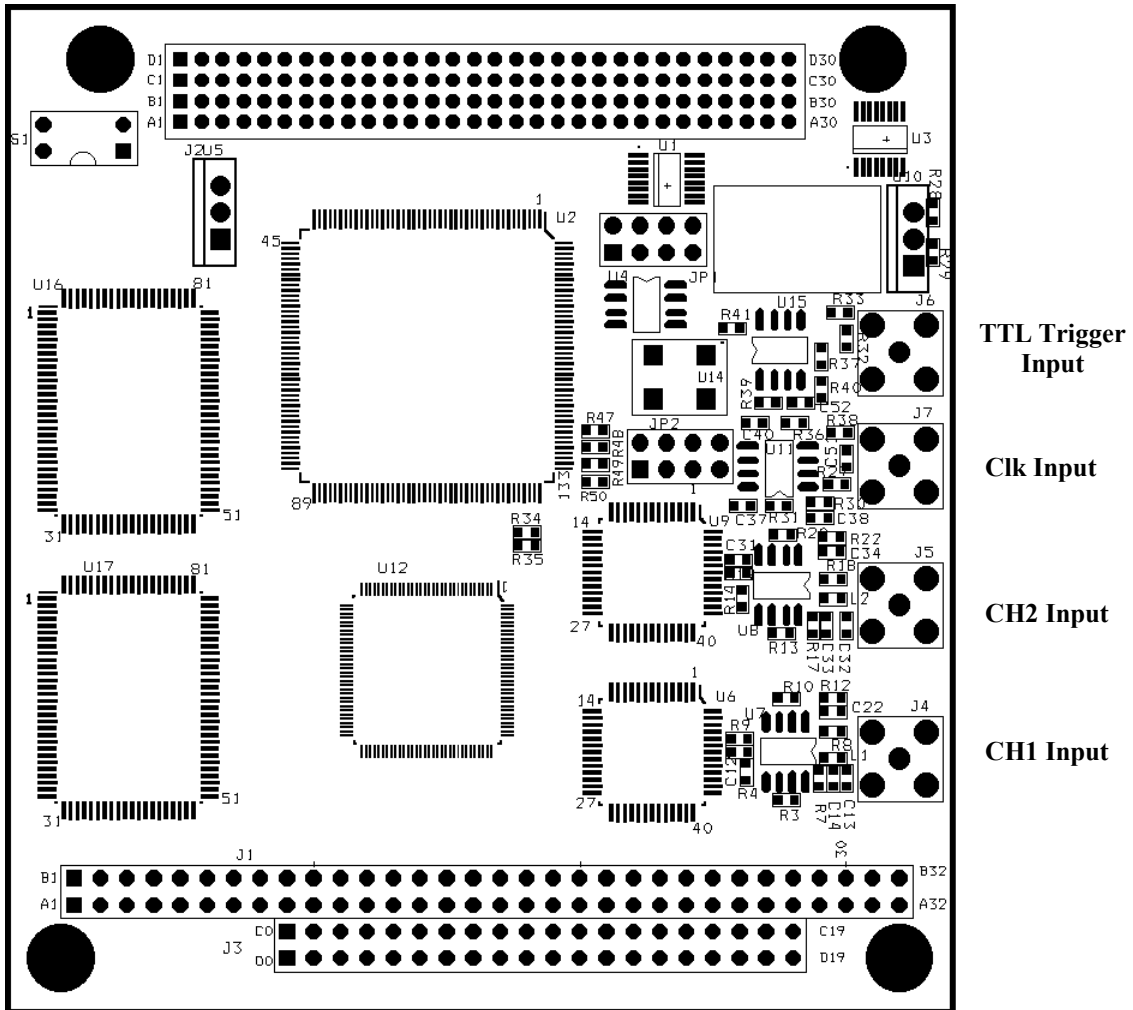 D1 D30
C1 C30
B1 B30
A1 A30
S1
J2 U5
U1
U3
U10
R28
R29
1
U2
45
JP1
U4
U16 81
1
U15
R33
J6
R41
R32
TTL Trigger
Input
U14
R37
R39
R40
C52
J7
R47
JP2
C40
R36
R38
R48
U11
Clk Input
R49
R50
133
89
1
51
31
R34
R35
14
U9
C37
R31
R30
C38
R20
R22
C34
J5
C31
U17 81
U12
1
R18
L2
R14
CH2 Input
1
27
40
U8
R13
R17
C33
C32
1
R10
R12
14
U6
U7
C22
J4
R9
R8
L1
CH1 Input
C12
R4
27
40
R3
R7
C14
C13
51
31
30
J1
B1 B32
A1 A32
J3
C0 C19
D0 D19